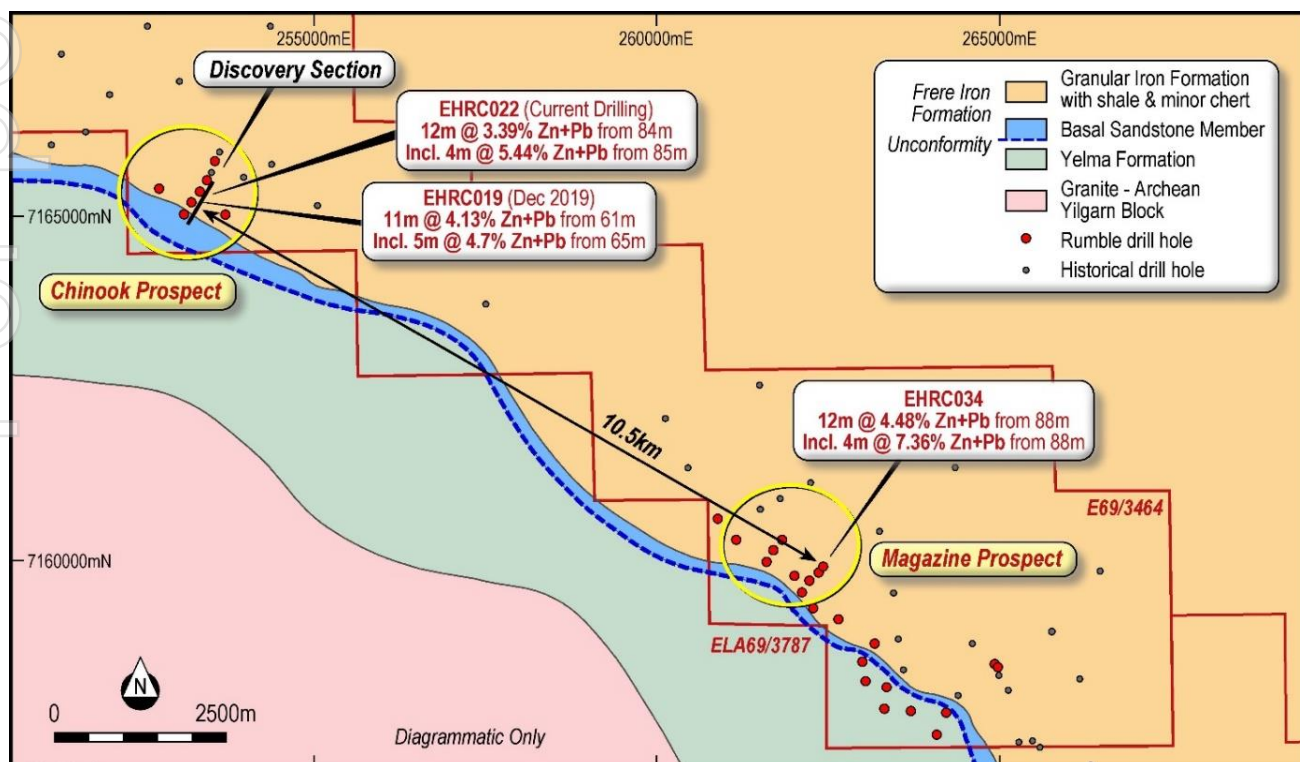 255000mE
260000mE
265000mE
Discovery Section
EHRC022 (Current Drilling)
12m @ 3.39% Zn+Pb from 84m
Incl. 4m @ 5.44% Zn+Pb from 85m
EHRC019 (Dec 2019)
11m @ 4.13% Zn+Pb from 61m
Incl. 5m @ 4.7% Zn+Pb from 65m
Frere Iron
Formation
Granular Iron Formation
with shale & minor chert
Basal Sandstone Member
Unconformity
Yelma Formation
Granite - Archean
Yilgarn Block
Rumble drill hole
Historical drill hole
7165000mN
Chinook Prospect
10.5km
EHRC034
12m @ 4.48% Zn+Pb from 88m
Incl. 4m @ 7.36% Zn+Pb from 88m
E69/3464
7160000mN
Magazine Prospect
ELA69/3787
N
0
2500m
Diagrammatic Only